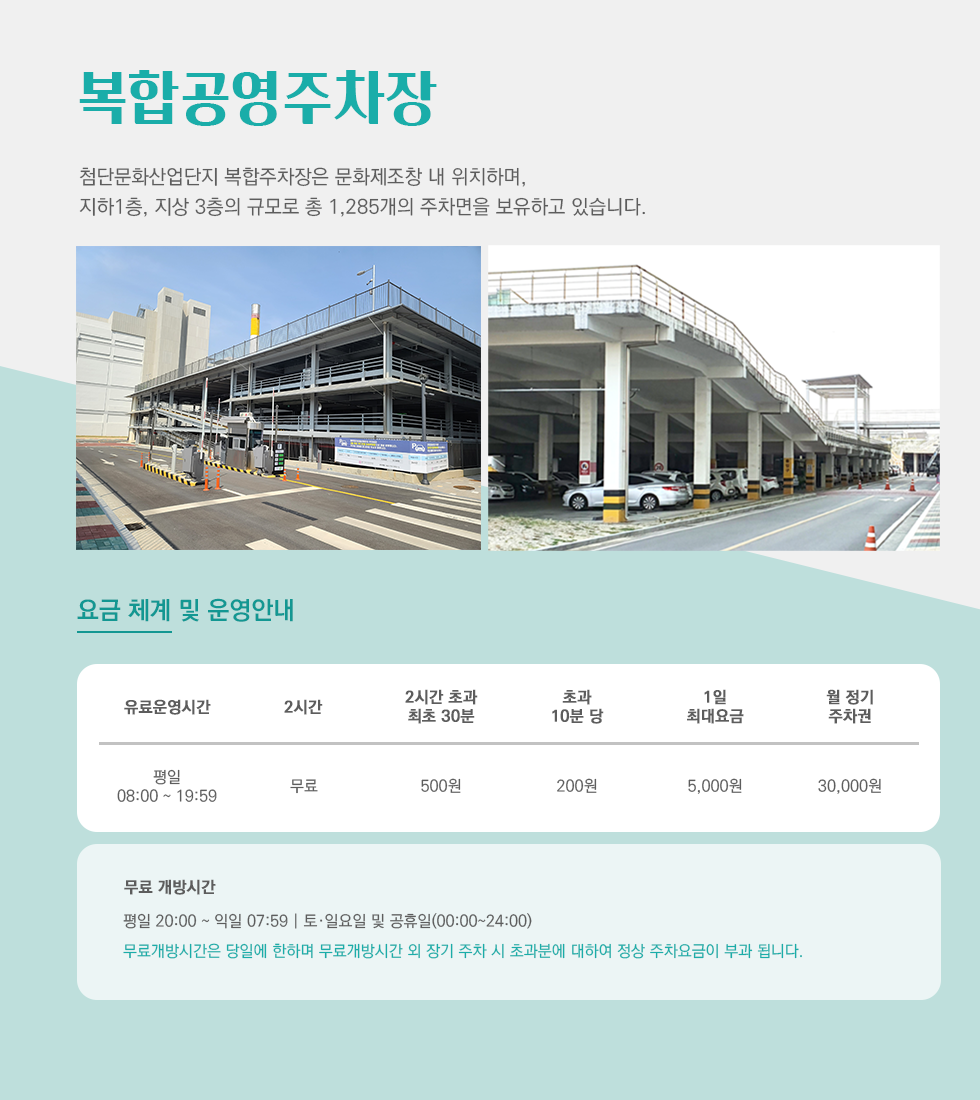 복합공영주차장
첨단문화산업단지 복합주차장은 문화제조창 내 위치하며,
지하1층, 지상 3층의 규모로 총 1,285개의 주차면을 보유하고 있습니다.
요금 체계 및 운영안내
유료운영시간 2시간 2시간 초과 최초 30분 초과 10분 당 1일 최대요금 월 정기 주차권
평일 08:00 ~ 19:59 무료 500원 200원 5,000원 30,000원
무료 개방시간
평일 20:00 ~ 익일 07:59 | 토·일요일 및 공휴일(00:00~24:00)
무료개방시간은 당일에 한하며 무료개방시간 외 장기 주차 시 초과분에 대하여 정상 주차요금이 부과 됩니다.